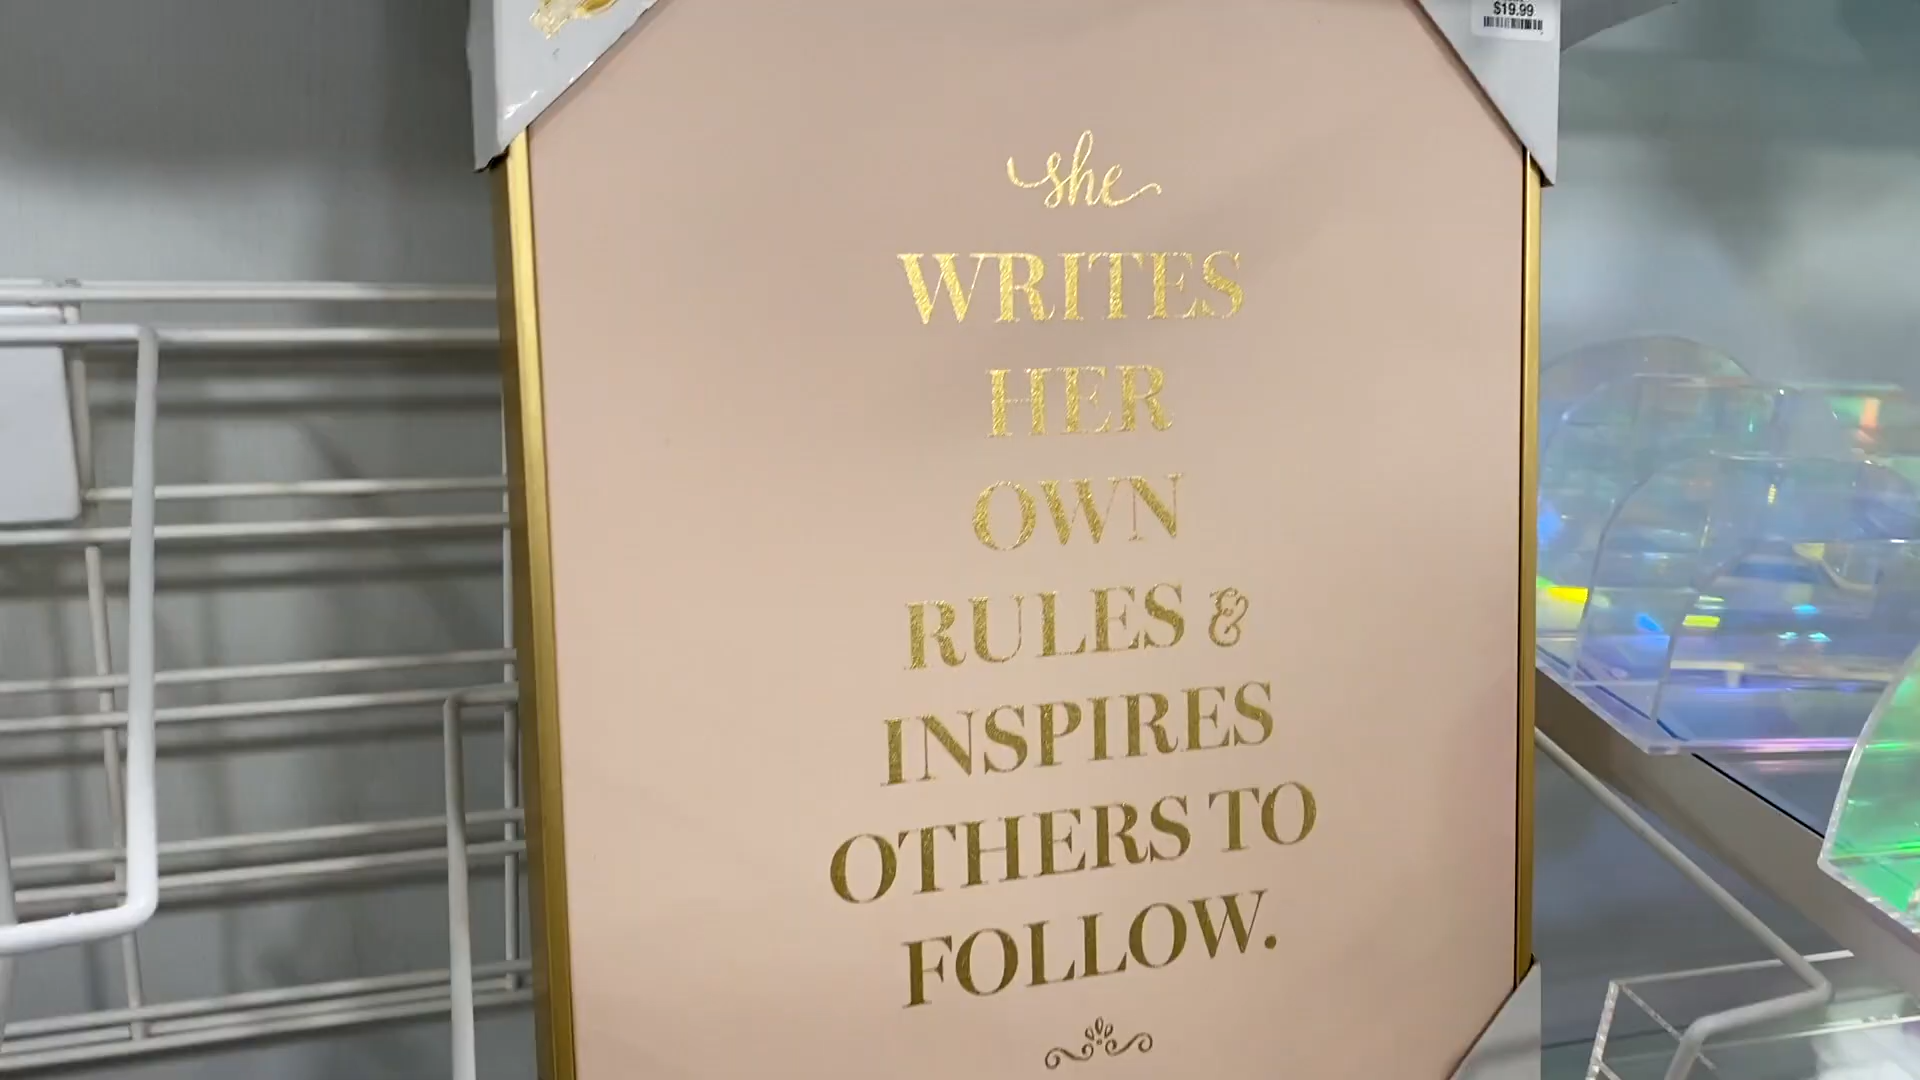 $19.99
she
WRITES
HER
OWN
RULES &
INSPIRES
OTHERS TO
FOLLOW.